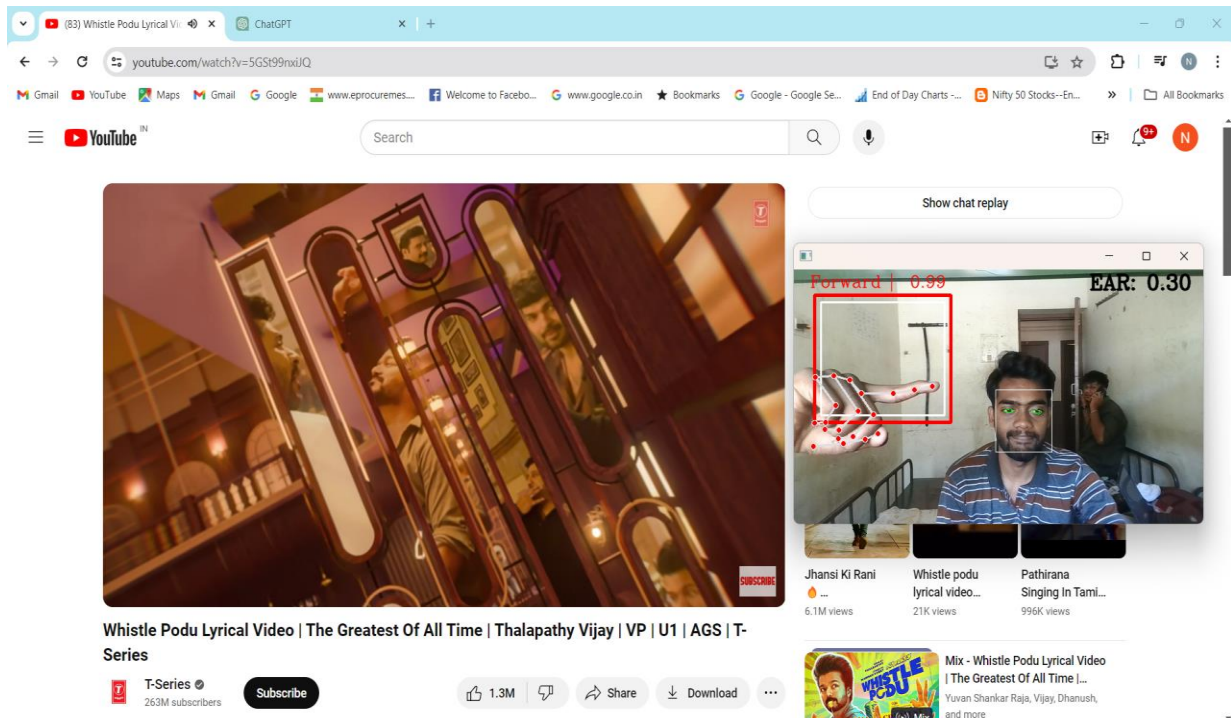 (83) Whistle Podu Lyrical Vi
ChatGPT
youtube.com/watch?v=5GSt99nxiJQ
Gmail YouTube Maps Gmail Google www.eprocuremes.... Welcome to Facebo... www.google.co.in Bookmarks Google - Google Se... End of Day Charts -... Nifty 50 Stocks--En... » All Bookmarks
YouTube IN
Search
9+
N
Show chat replay
Forward | 0.99
EAR: 0.30
SUBSCRIBE
Jhansi Ki Rani
...
6.1M views
Whistle podu
lyrical video...
21K views
Pathirana
Singing In Tami...
996K views
Whistle Podu Lyrical Video | The Greatest Of All Time | Thalapathy Vijay | VP | U1 | AGS | T-
Series
T-Series
263M subscribers
Subscribe
1.3M
Share
Download
...
WHISTLE
PODU
Mix
Mix - Whistle Podu Lyrical Video
| The Greatest Of All Time |...
Yuvan Shankar Raja, Vijay, Dhanush,
and more